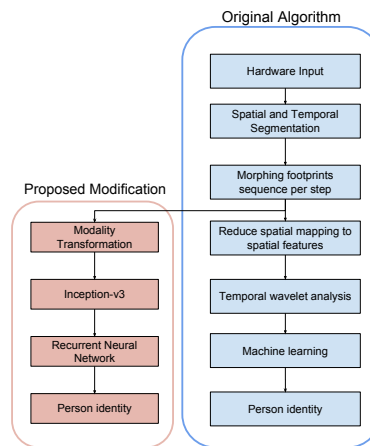 Original Algorithm
Hardware Input
Spatial and Temporal
Segmentation
Morphing footprints
sequence per step
Reduce spatial mapping to
spatial features
Temporal wavelet analysis
Machine learning
Person identity
Proposed Modification
Modality
Transformation
Inception-v3
Recurrent Neural
Network
Person identity